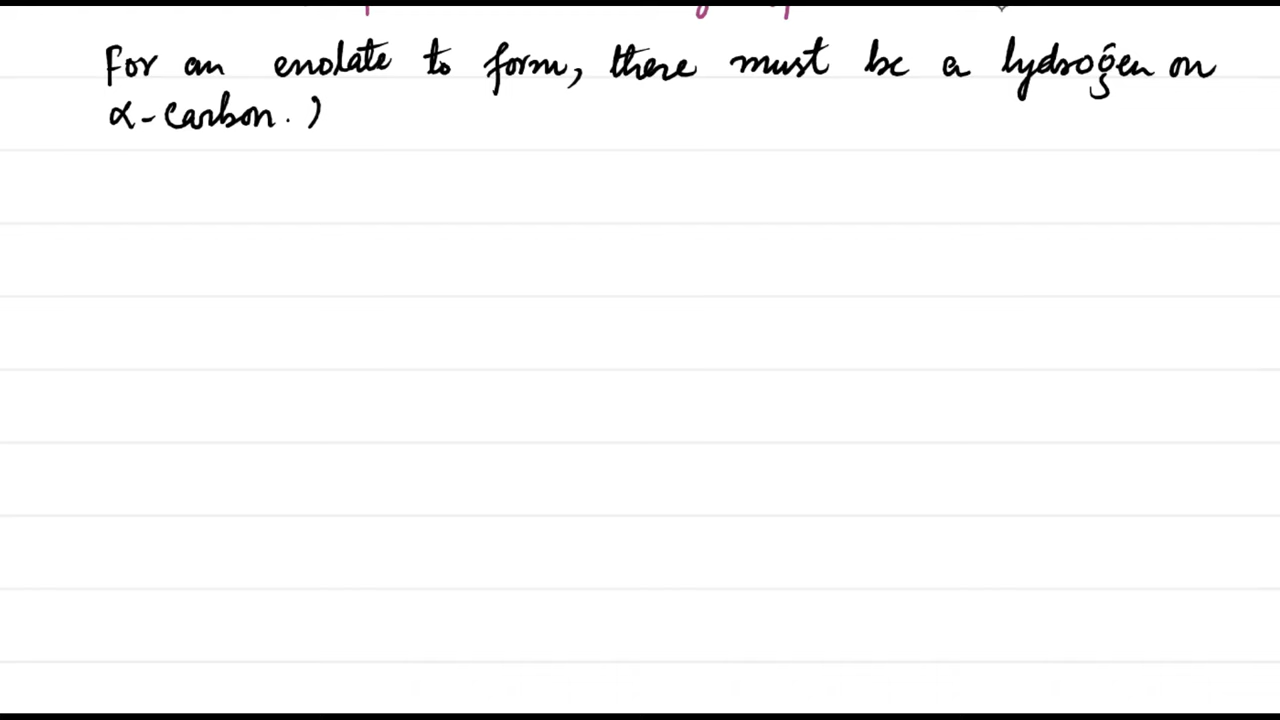 For an enolate to form, there must be a hydrogen on
α-carbon.)